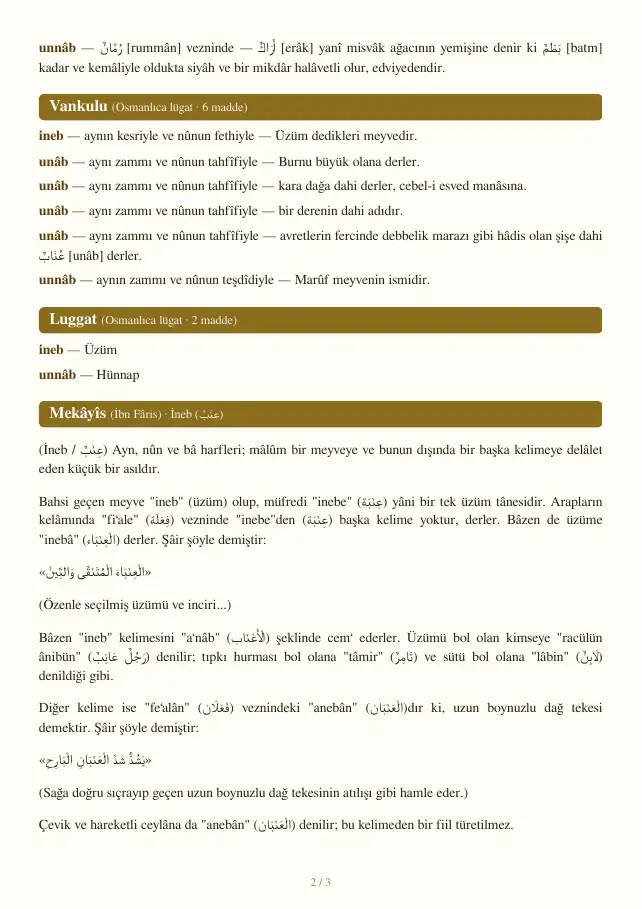 unnâb — رُمَّانٌ [rummân] vezninde — أَرَاكٌ [erâk] yanî misvâk ağacının yemişine denir ki بَطْمٌ [batm]
kadar ve kemâliyle oldukta siyâh ve bir mikdâr halâvetli olur, edviyedendir.
Vankulu (Osmanlıca lügat · 6 madde)
ineb — aynın kesriyle ve nûnun fethiyle — Üzüm dedikleri meyvedir.
unâb — aynı zammı ve nûnun tahfîfiyle — Burnu büyük olana derler.
unâb — aynı zammı ve nûnun tahfîfiyle — kara dağa dahi derler, cebel-i esved manâsına.
unâb — aynı zammı ve nûnun tahfîfiyle — bir derenin dahi adıdır.
unâb — aynı zammı ve nûnun tahfîfiyle — avretlerin fercinde debbelik marazı gibi hâdis olan şişe dahi
عُنَابٌ [unâb] derler.
unnâb — aynın zammı ve nûnun teşdîdiyle — Marûf meyvenin ismidir.
Luggat (Osmanlıca lügat · 2 madde)
ineb — Üzüm
unnâb — Hünnap
Mekâyîs (İbn Fâris) · İneb (عِنَبٌ)
(İneb / عِنَبٌ) Ayn, nûn ve bâ harfleri; mâlûm bir meyveye ve bunun dışında bir başka kelimeye delâlet
eden küçük bir asıldır.
Bahsi geçen meyve "ineb" (üzüm) olup, müfredi "inebe" (عِنَبَة) yâni bir tek üzüm tânesidir. Arapların
kelâmında "fi‘ale" (فِعَلَة) vezninde "inebe"den (عِنَبَة) başka kelime yoktur, derler. Bâzen de üzüme
"inebâ" (الْعِنَبَاء) derler. Şâir şöyle demiştir:
«الْعِنَبَاءَ الْمُتَنَقَّى وَالتِّينْ»
(Özenle seçilmiş üzümü ve inciri...)
Bâzen "ineb" kelimesini "a‘nâb" (الْأَعْنَاب) şeklinde cem‘ ederler. Üzümü bol olan kimseye "racülün
ânibün" (رَجُلٌ عَانِبٌ) denilir; tıpkı hurması bol olana "tâmir" (تَامِرٌ) ve sütü bol olana "lâbin" (لَابِنٌ)
denildiği gibi.
Diğer kelime ise "fe‘alân" (فَعَلَان) veznindeki "anebân" (الْعَنَبَان)dır ki, uzun boynuzlu dağ tekesi
demektir. Şâir şöyle demiştir:
«يَشُدُّ شَدَّ الْعَنَبَانِ الْبَارِحِ»
(Sağa doğru sıçrayıp geçen uzun boynuzlu dağ tekesinin atılışı gibi hamle eder.)
Çevik ve hareketli ceylâna da "anebân" (الْعَنَبَان) denilir; bu kelimeden bir fiil türetilmez.
2 / 3